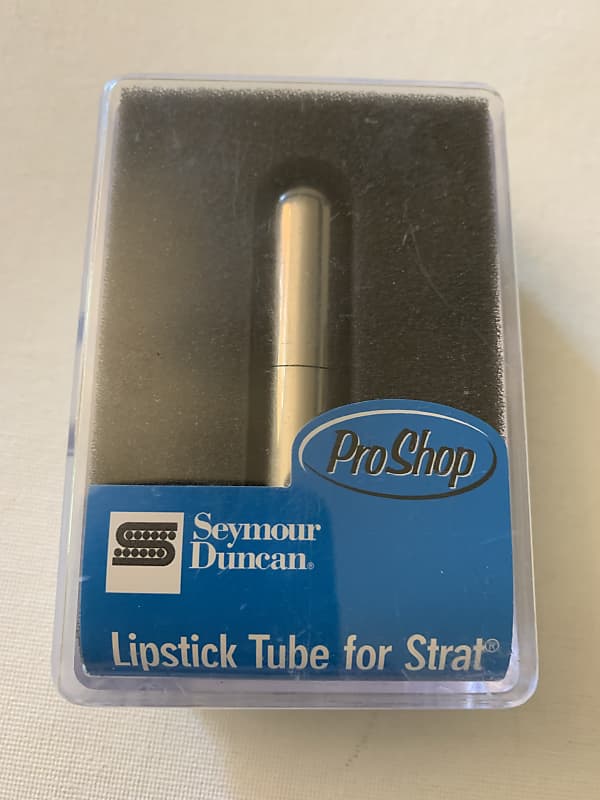 ProShop
Seymour
Duncan®
Lipstick Tube for Strat®